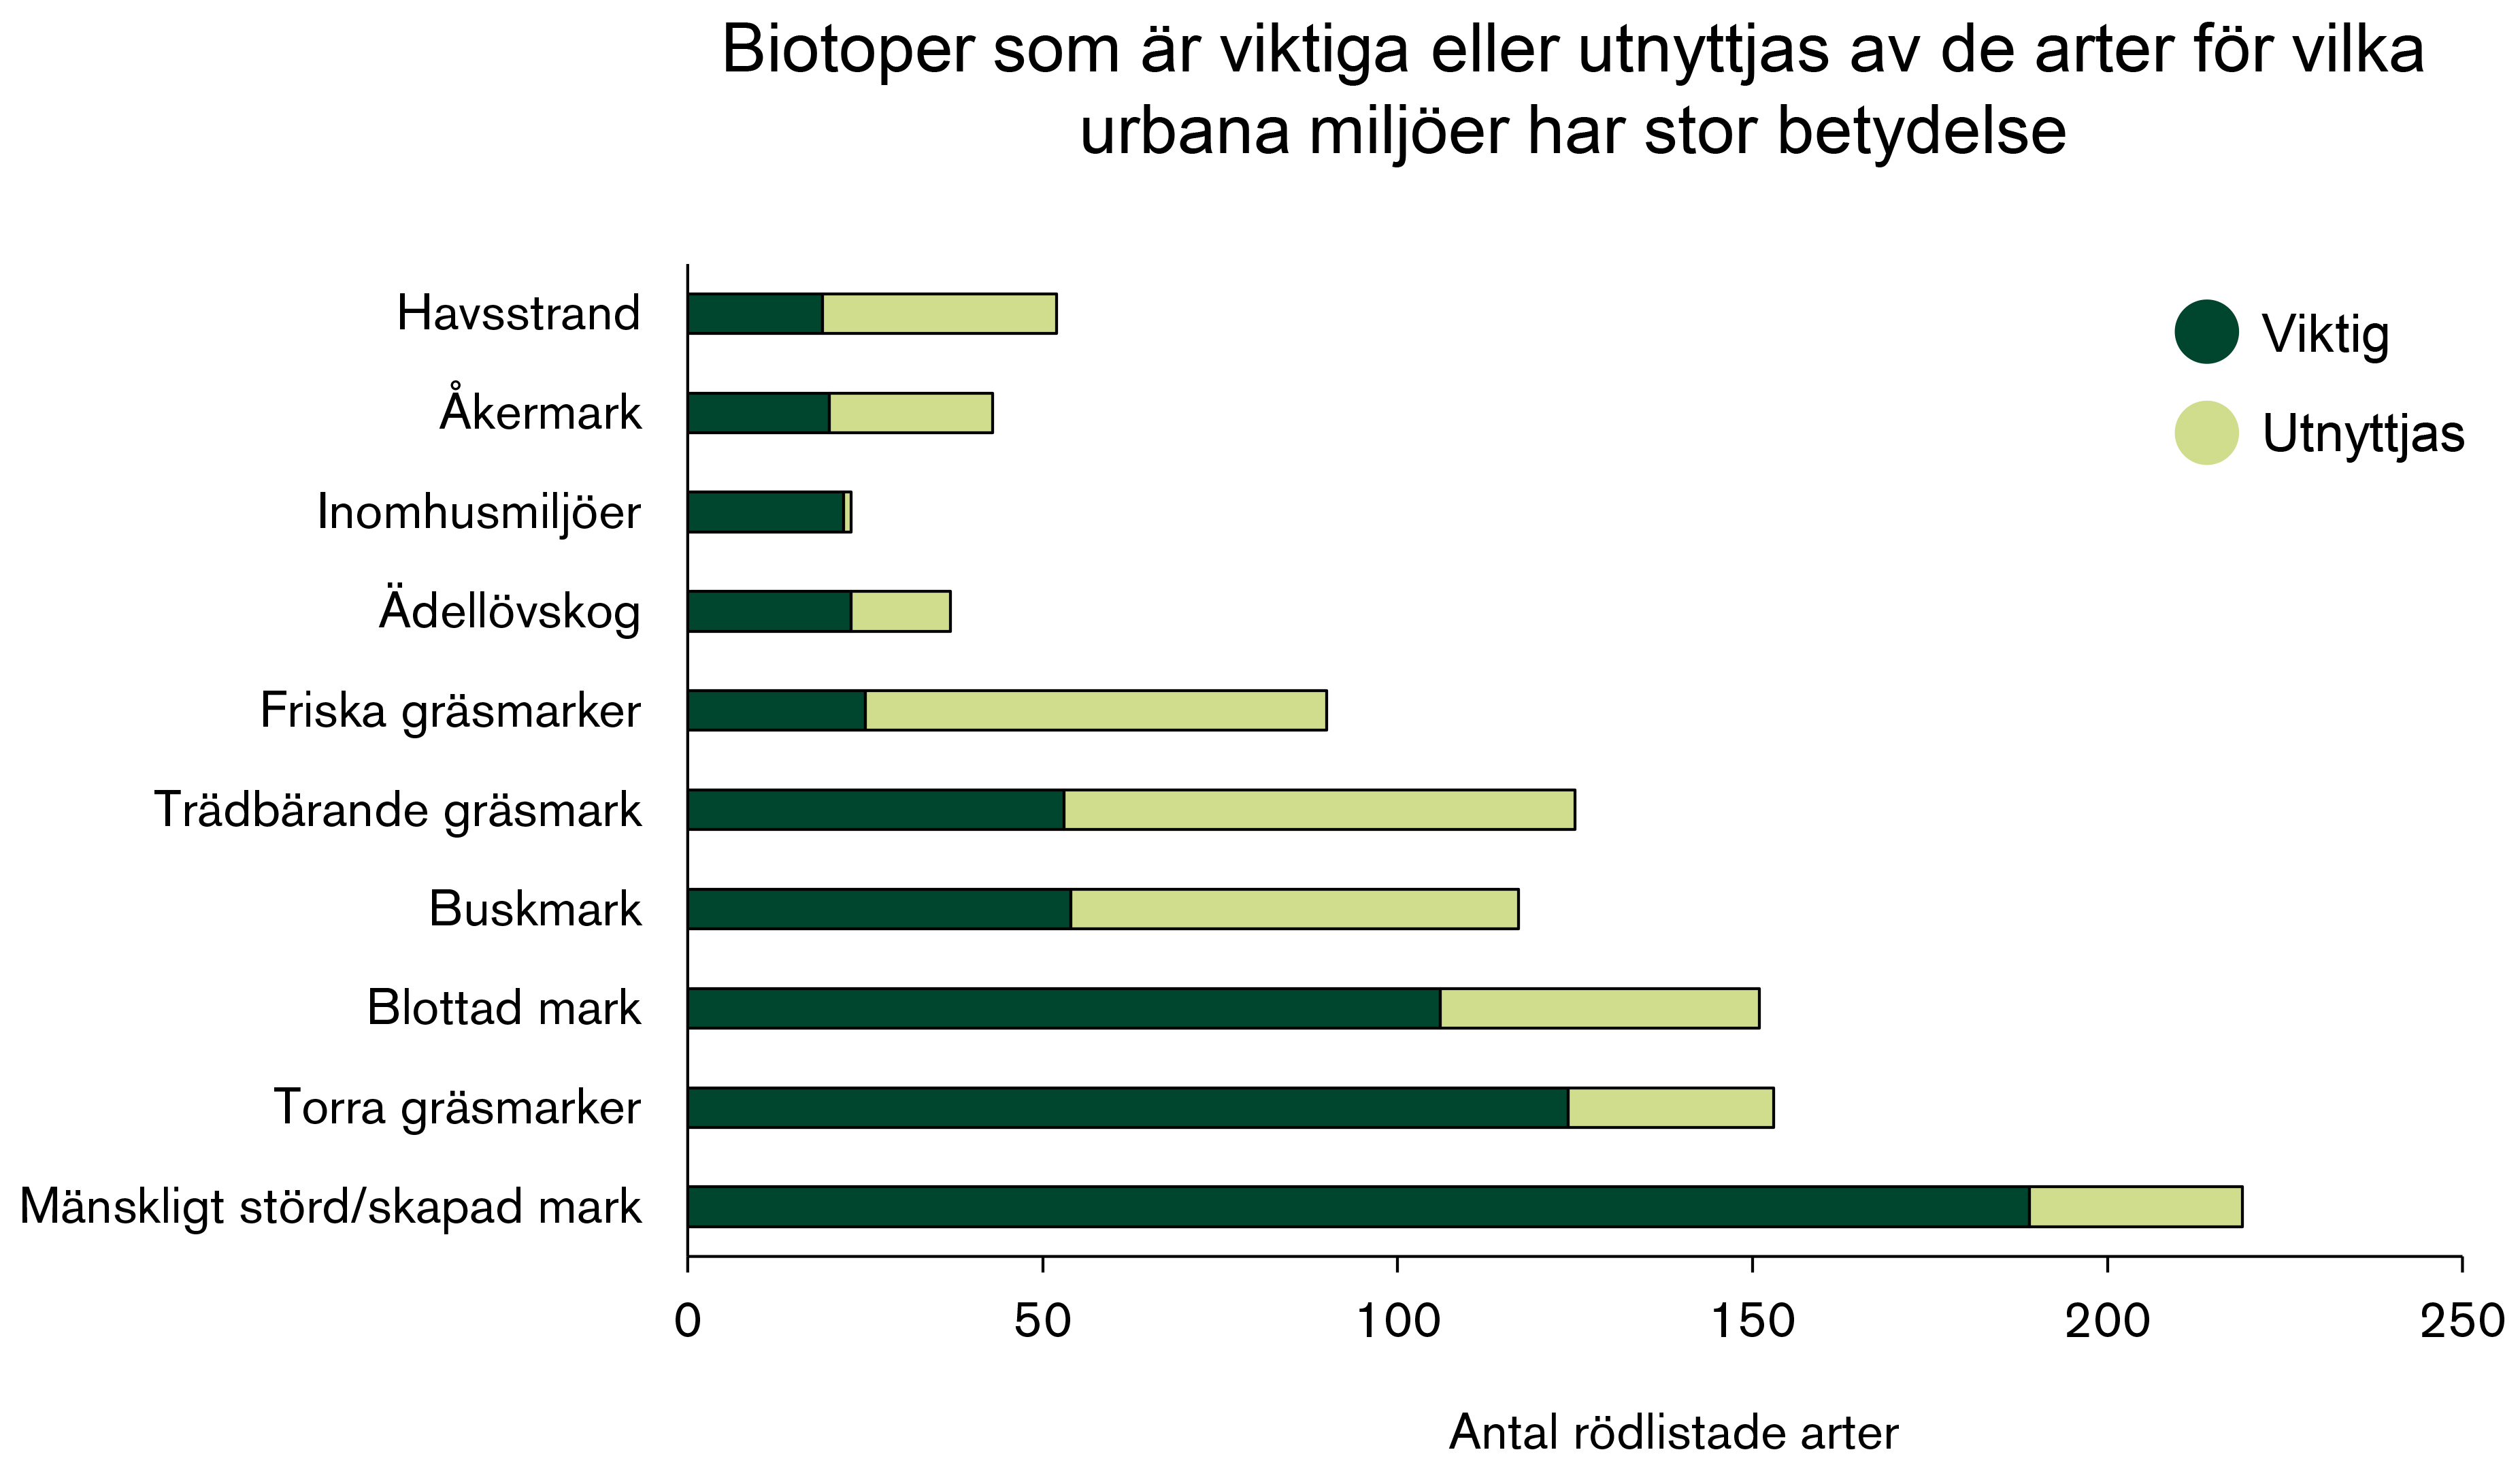 Biotoper som är viktiga eller utnyttjas av de arter för vilka
urbana miljöer har stor betydelse
Viktig
Utnyttjas
Havsstrand
Åkermark
Inomhusmiljöer
Ädellövskog
Friska gräsmarker
Trädbärande gräsmark
Buskmark
Blottad mark
Torra gräsmarker
Mänskligt störd/skapad mark
0 50 100 150 200 250
Antal rödlistade arter